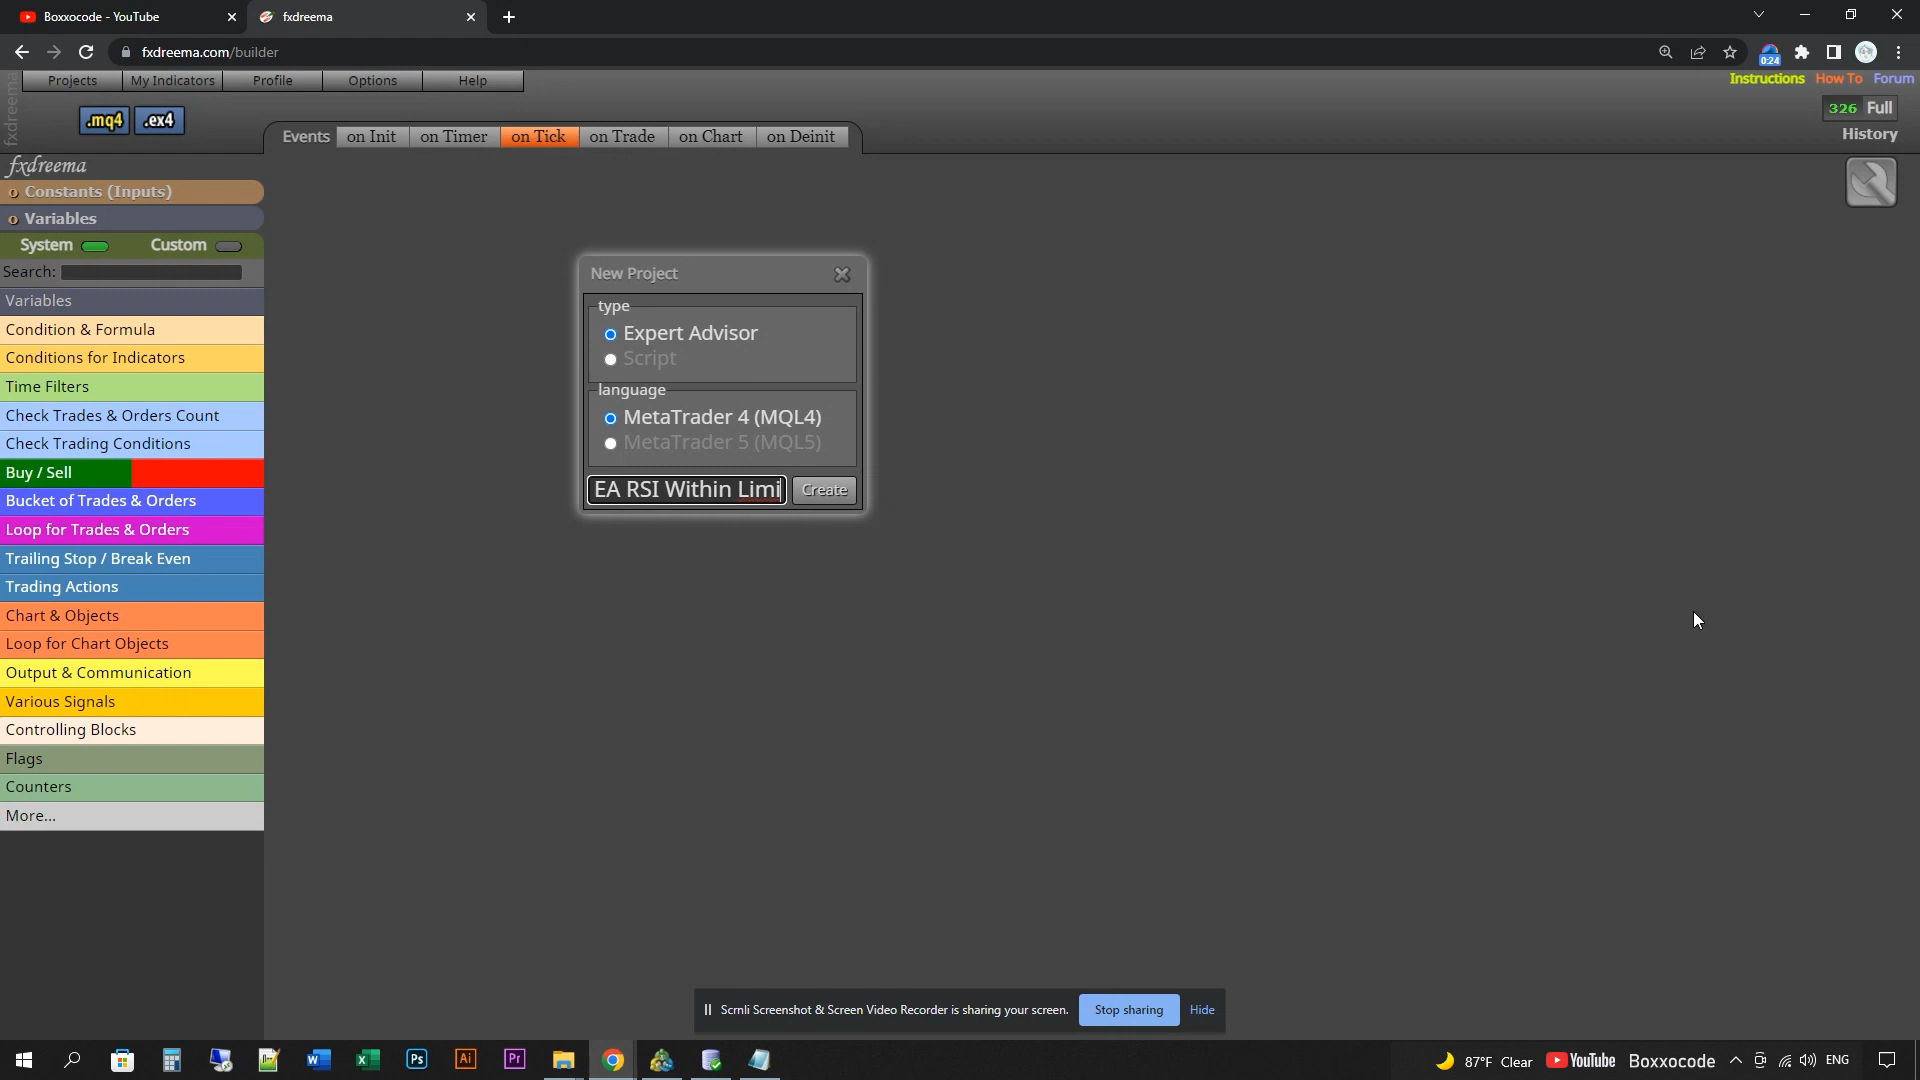 Boxxocode - YouTube
fxdreema
fxdreema.com/builder
0:24
Projects My Indicators Profile Options Help
Instructions How To Forum
fxdreema
.mq4 .ex4
326 Full
Events on Init on Timer on Tick on Trade on Chart on Deinit
History
fxdreema
Constants (Inputs)
Variables
System Custom
Search:
Variables
Condition & Formula
Conditions for Indicators
Time Filters
Check Trades & Orders Count
Check Trading Conditions
Buy / Sell
Bucket of Trades & Orders
Loop for Trades & Orders
Trailing Stop / Break Even
Trading Actions
Chart & Objects
Loop for Chart Objects
Output & Communication
Various Signals
Controlling Blocks
Flags
Counters
More...
New Project
type
Expert Advisor
Script
language
MetaTrader 4 (MQL4)
MetaTrader 5 (MQL5)
EA RSI Within Limi Create
Scrnli Screenshot & Screen Video Recorder is sharing your screen. Stop sharing Hide
Ps Ai Pr
87°F Clear YouTube Boxxocode ENG